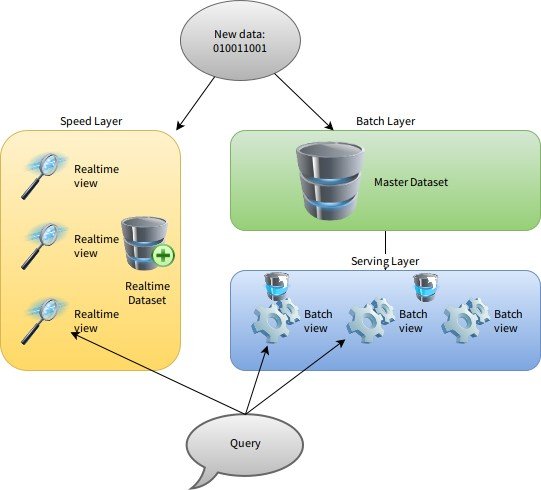 New data:
010011001
Speed Layer
Batch Layer
Realtime
view
Realtime
view
Realtime
Dataset
Realtime
view
Master Dataset
Serving Layer
Batch
view
Batch
view
Batch
view
Query